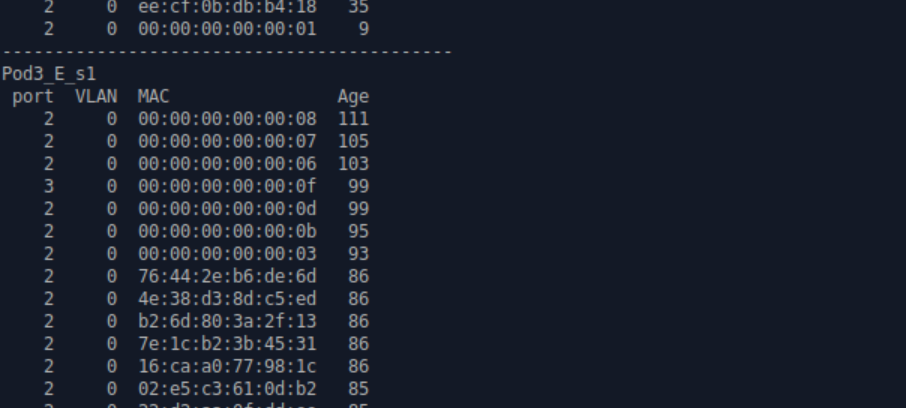 2 0 ee:cf:0b:db:b4:18 35
2 0 00:00:00:00:00:01 9
-------------------------------------------
Pod3_E_s1
port VLAN MAC Age
2 0 00:00:00:00:00:08 111
2 0 00:00:00:00:00:07 105
2 0 00:00:00:00:00:06 103
3 0 00:00:00:00:00:0f 99
2 0 00:00:00:00:00:0d 99
2 0 00:00:00:00:00:0b 95
2 0 00:00:00:00:00:03 93
2 0 76:44:2e:b6:de:6d 86
2 0 4e:38:d3:8d:c5:ed 86
2 0 b2:6d:80:3a:2f:13 86
2 0 7e:1c:b2:3b:45:31 86
2 0 16:ca:a0:77:98:1c 86
2 0 02:e5:c3:61:0d:b2 85